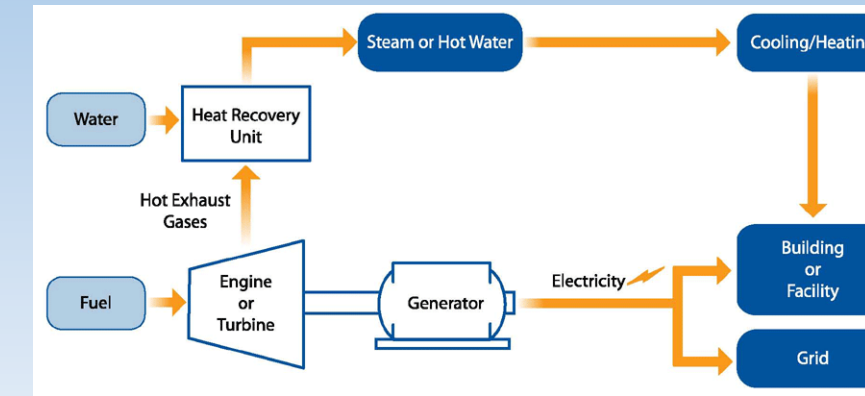 Steam or Hot Water
Cooling/Heatin
Water
Heat Recovery
Unit
Hot Exhaust
Gases
Building
or
Facility
Fuel
Engine
or
Turbine
Generator
Electricity
Grid